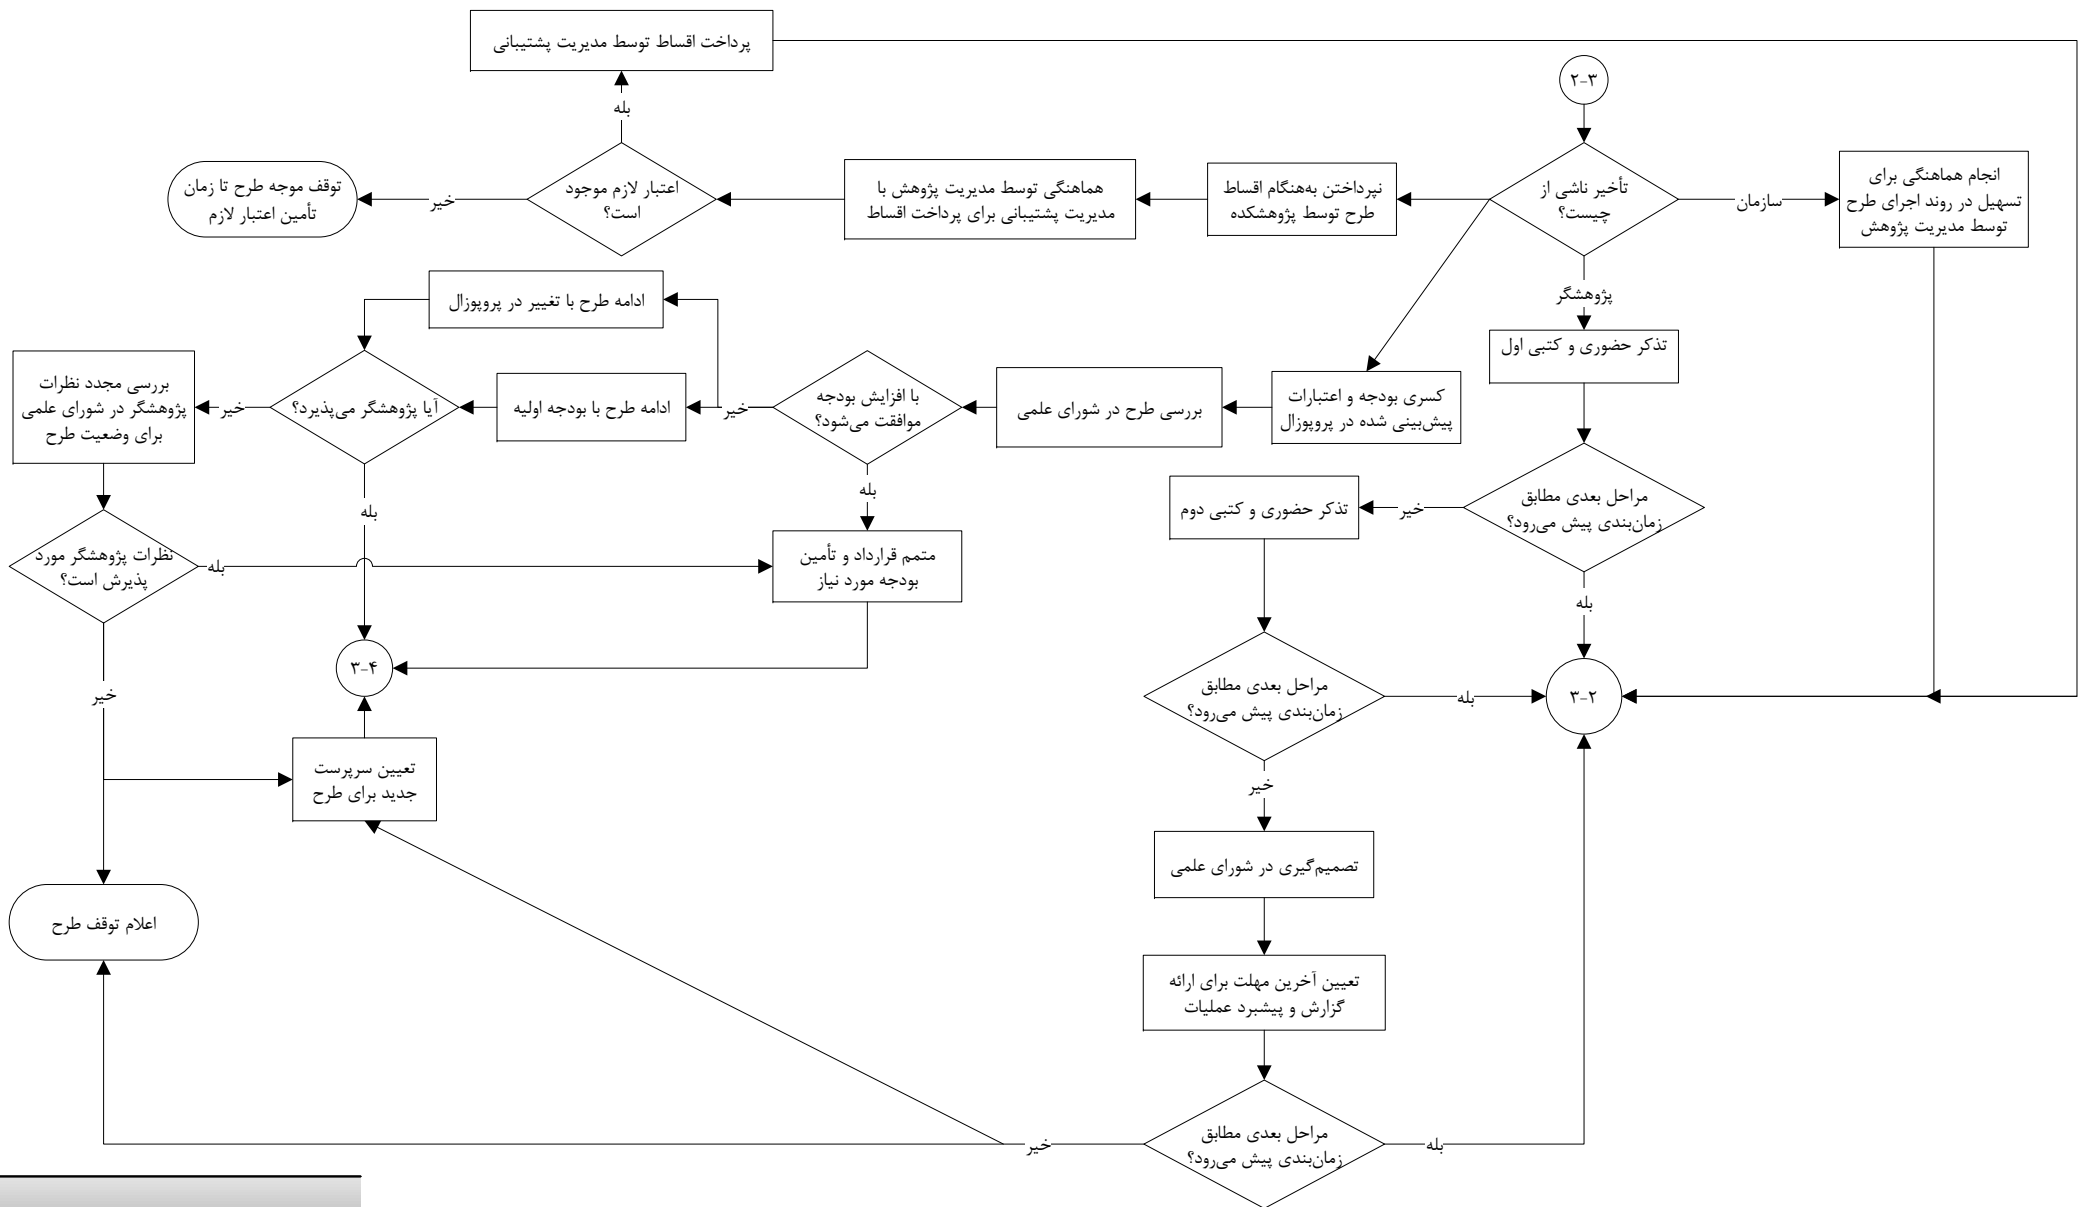 پرداخت اقساط توسط مدیریت پشتیبانی
۲-۳
بله
انجام هماهنگی برای
تسهیل در روند اجرای طرح
توسط مدیریت پژوهش
سازمان
تأخیر ناشی از
چیست؟
نپرداختن به‌هنگام اقساط
طرح توسط پژوهشکده
هماهنگی توسط مدیریت پژوهش با
مدیریت پشتیبانی برای پرداخت اقساط
اعتبار لازم موجود
است؟
خیر
توقف موجه طرح تا زمان
تأمین اعتبار لازم
پژوهشگر
ادامه طرح با تغییر در پروپوزال
تذکر حضوری و کتبی اول
کسری بودجه و اعتبارات
پیش‌بینی شده در پروپوزال
بررسی طرح در شورای علمی
با افزایش بودجه
موافقت می‌شود؟
خیر
ادامه طرح با بودجه اولیه
آیا پژوهشگر می‌پذیرد؟
خیر
بررسی مجدد نظرات
پژوهشگر در شورای علمی
برای وضعیت طرح
بله
بله
مراحل بعدی مطابق
زمان‌بندی پیش می‌رود؟
خیر
تذکر حضوری و کتبی دوم
متمم قرارداد و تأمین
بودجه مورد نیاز
بله
نظرات پژوهشگر مورد
پذیرش است؟
بله
۳-۴
خیر
۳-۲
بله
مراحل بعدی مطابق
زمان‌بندی پیش می‌رود؟
خیر
تعیین سرپرست
جدید برای طرح
تصمیم‌گیری در شورای علمی
اعلام توقف طرح
تعیین آخرین مهلت برای ارائه
گزارش و پیشبرد عملیات
بله
مراحل بعدی مطابق
زمان‌بندی پیش می‌رود؟
خیر